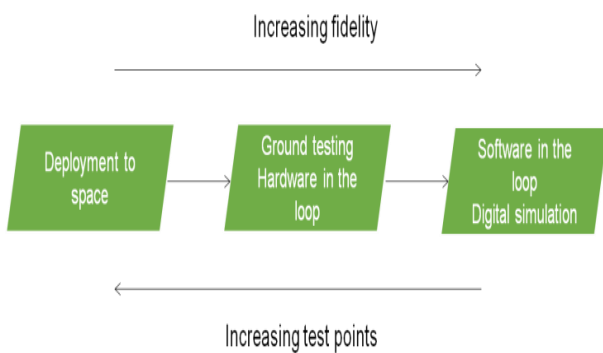 Increasing fidelity
Deployment to
space
Ground testing
Hardware in the
loop
Software in the
loop
Digital simulation
Increasing test points